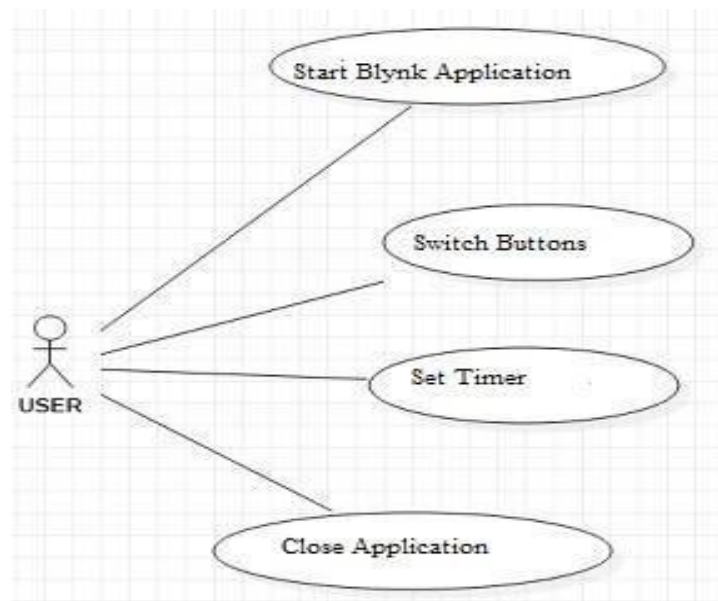 Start Blynk Application
Switch Buttons
Set Timer
USER
Close Application